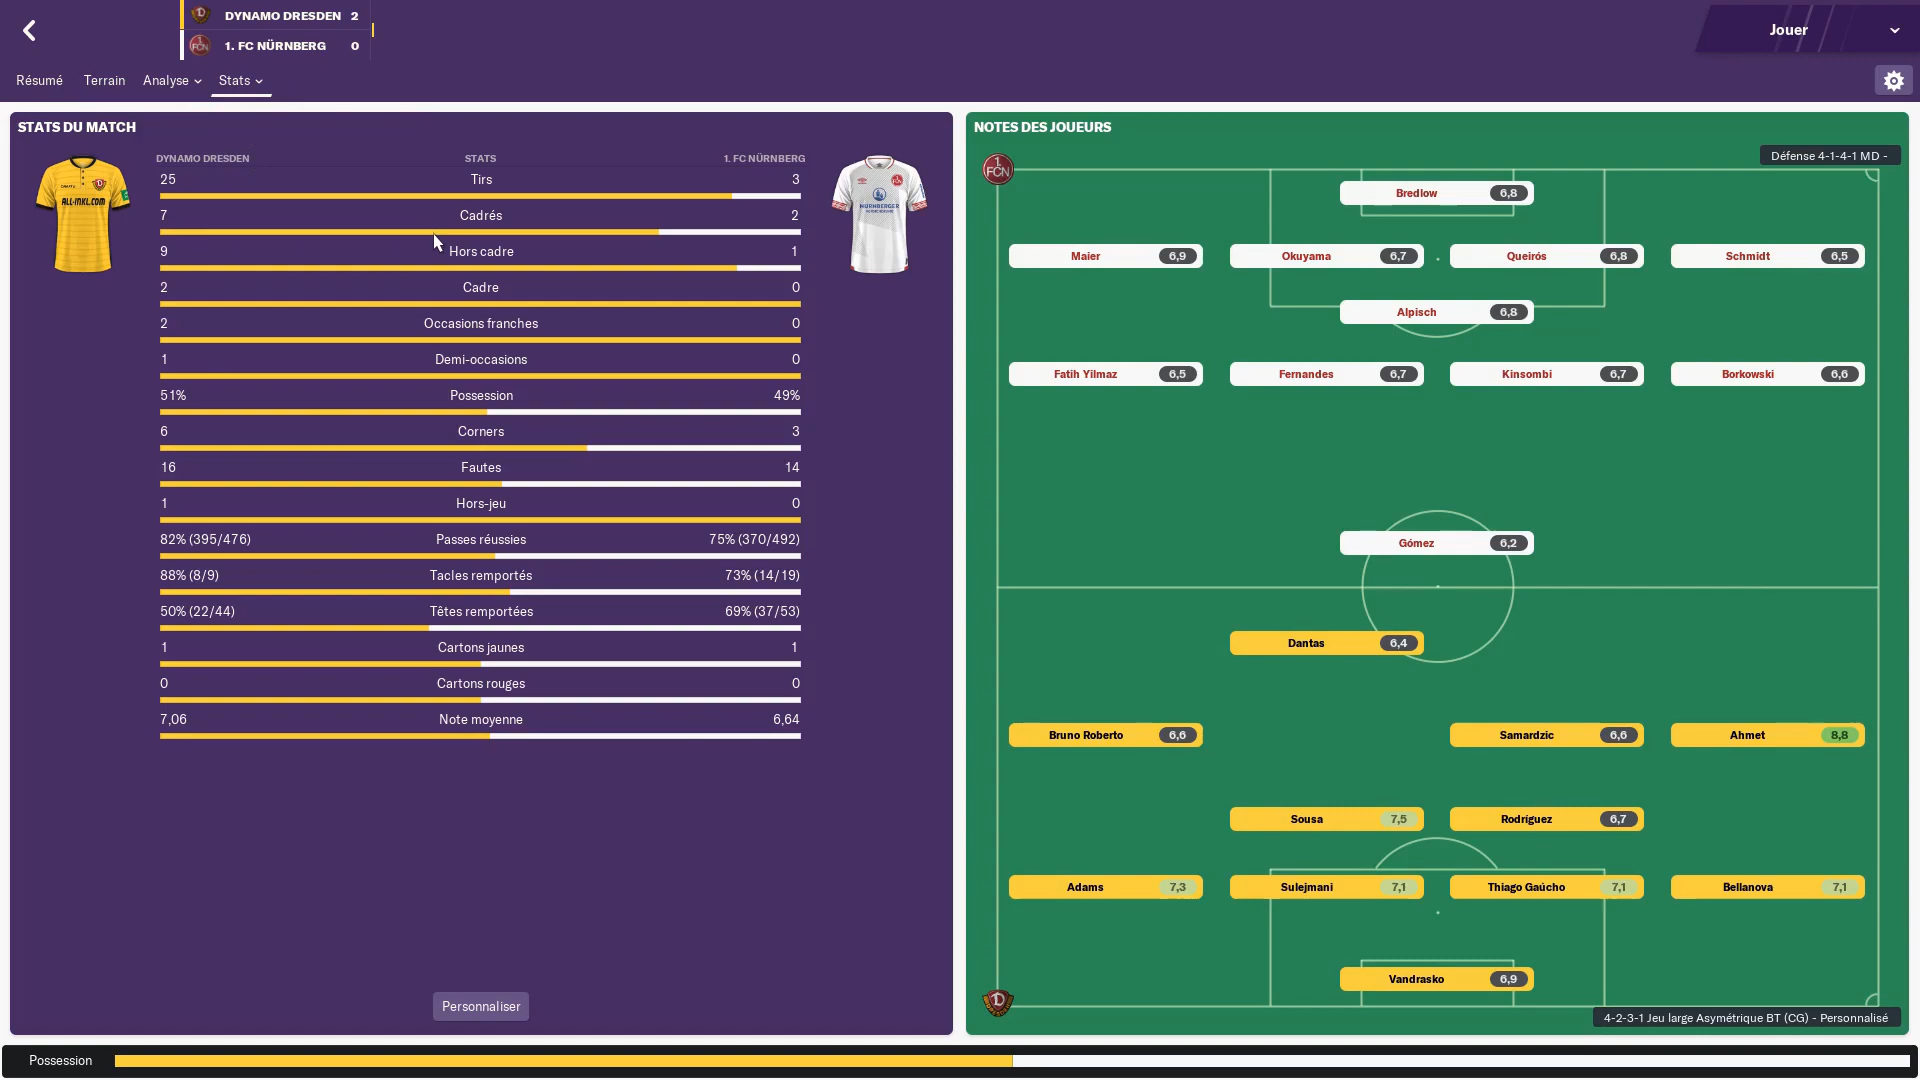 DYNAMO DRESDEN 2
1. FC NÜRNBERG 0
Jouer
Résumé Terrain Analyse Stats
STATS DU MATCH
DYNAMO DRESDEN STATS 1. FC NÜRNBERG
25 Tirs 3
7 Cadrés 2
9 Hors cadre 1
2 Cadre 0
2 Occasions franches 0
1 Demi-occasions 0
51% Possession 49%
6 Corners 3
16 Fautes 14
1 Hors-jeu 0
82% (395/476) Passes réussies 75% (370/492)
88% (8/9) Tacles remportés 73% (14/19)
50% (22/44) Têtes remportées 69% (37/53)
1 Cartons jaunes 1
0 Cartons rouges 0
7,06 Note moyenne 6,64
ALL-INKL.COM
NÜRNBERGER
Personnaliser
NOTES DES JOUEURS
Défense 4-1-4-1 MD -
1.
FCN
Bredlow 6,8
Maier 6,9 Okuyama 6,7 Queirós 6,8 Schmidt 6,5
Alpisch 6,8
Fatih Yilmaz 6,5 Fernandes 6,7 Kinsombi 6,7 Borkowski 6,6
Gómez 6,2
Dantas 6,4
Bruno Roberto 6,6 Samardzic 6,6 Ahmet 8,8
Sousa 7,5 Rodríguez 6,7
Adams 7,3 Sulejmani 7,1 Thiago Gaúcho 7,1 Bellanova 7,1
Vandrasko 6,9
4-2-3-1 Jeu large Asymétrique BT (CG) - Personnalisé
Possession